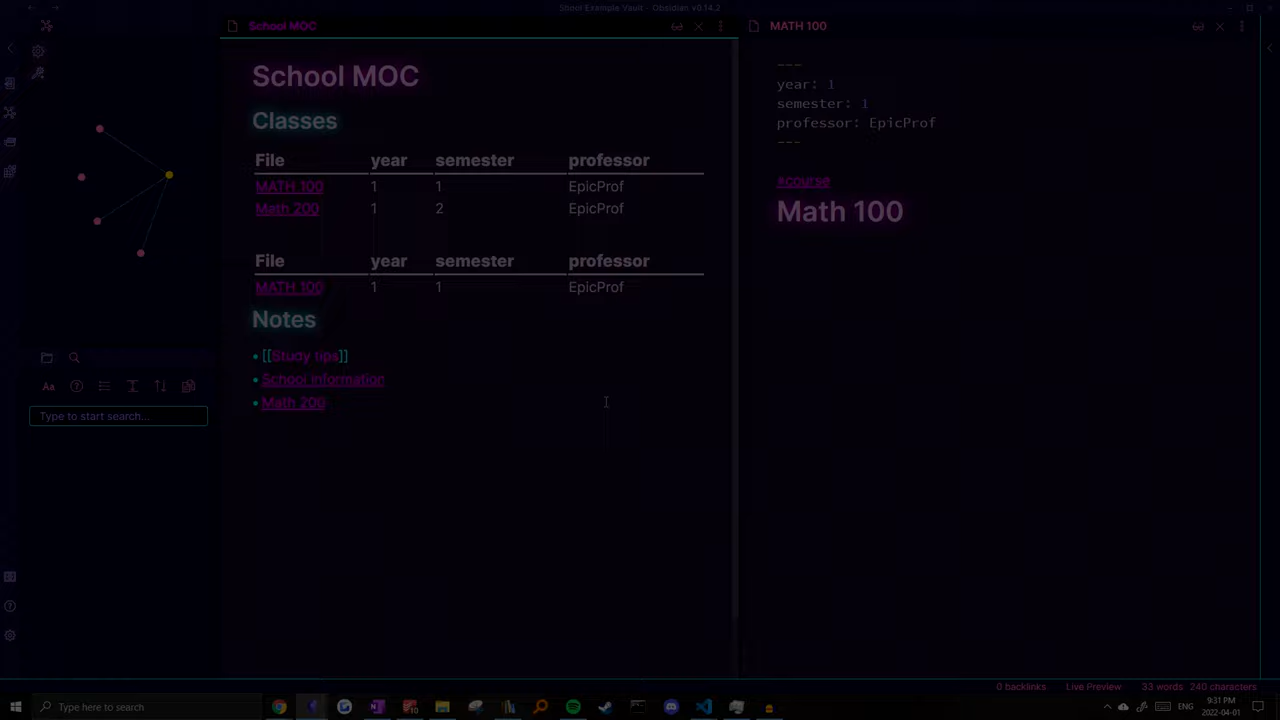 School Example Vault - Obsidian v0.14.2
School MOC
MATH 100
School MOC
Classes
File year semester professor
MATH 100 1 1 EpicProf
Math 200 1 2 EpicProf
File year semester professor
MATH 100 1 1 EpicProf
Notes
• [[Study tips]]
• School information
• Math 200
---
year: 1
semester: 1
professor: EpicProf
---
#course
Math 100
Aa
Type to start search...
0 backlinks Live Preview 33 words 240 characters
Type here to search
ENG
9:31 PM
2022-04-01